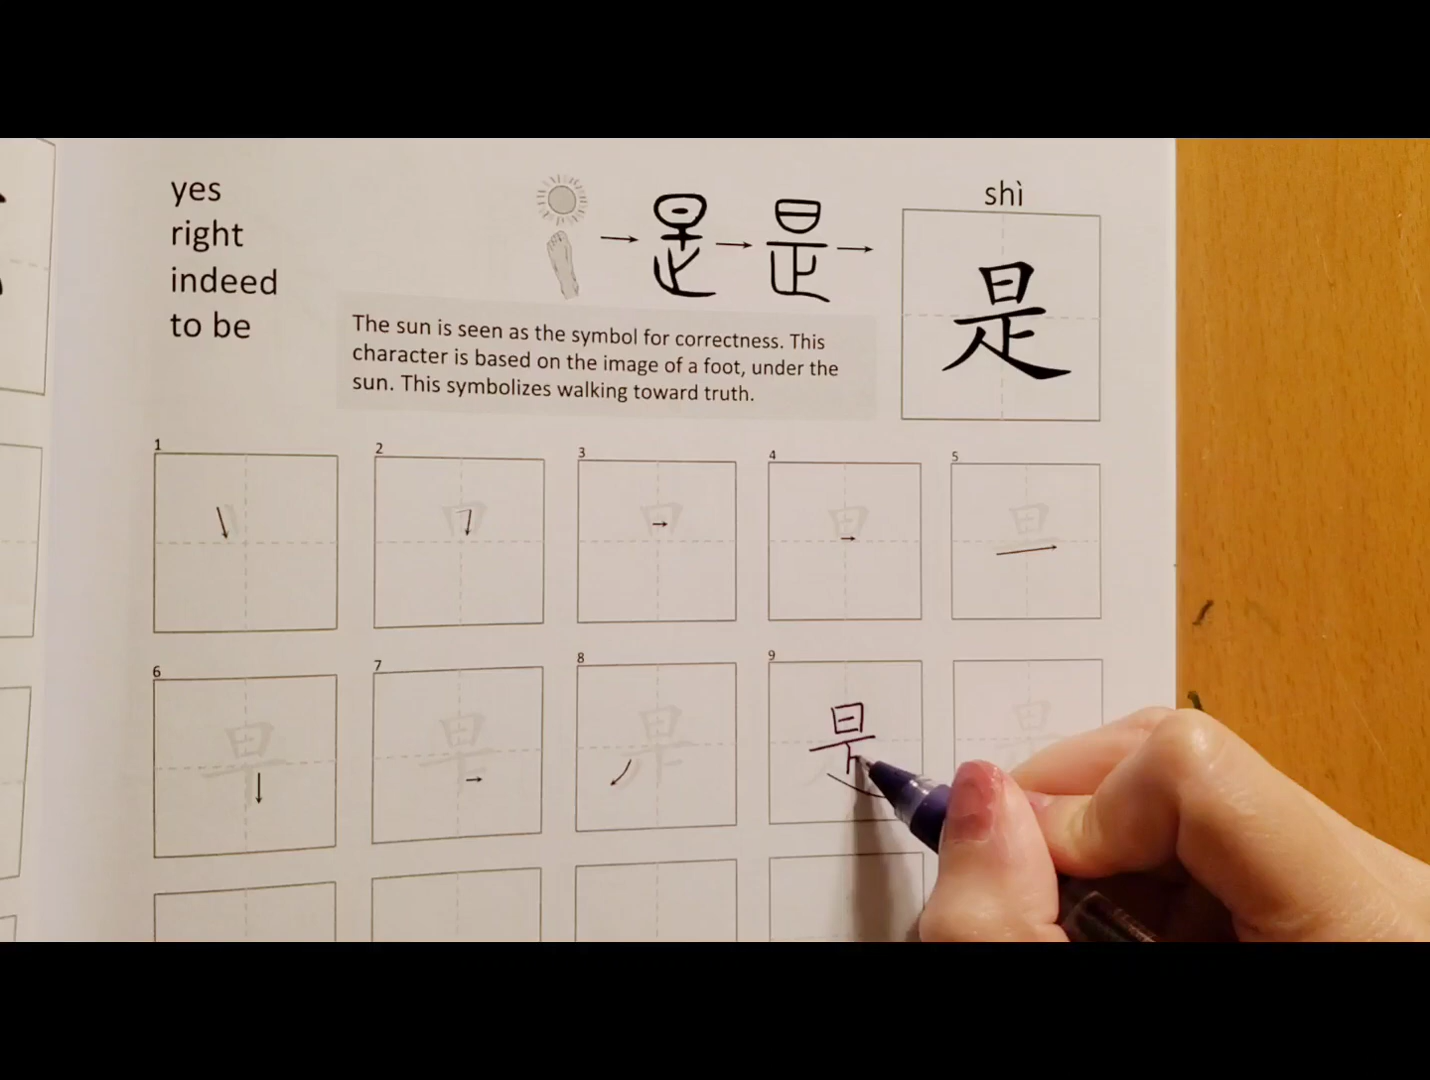 yes
right
indeed
to be
shì
是
The sun is seen as the symbol for correctness. This
character is based on the image of a foot, under the
sun. This symbolizes walking toward truth.
1
2
3
4
5
6
7
8
9